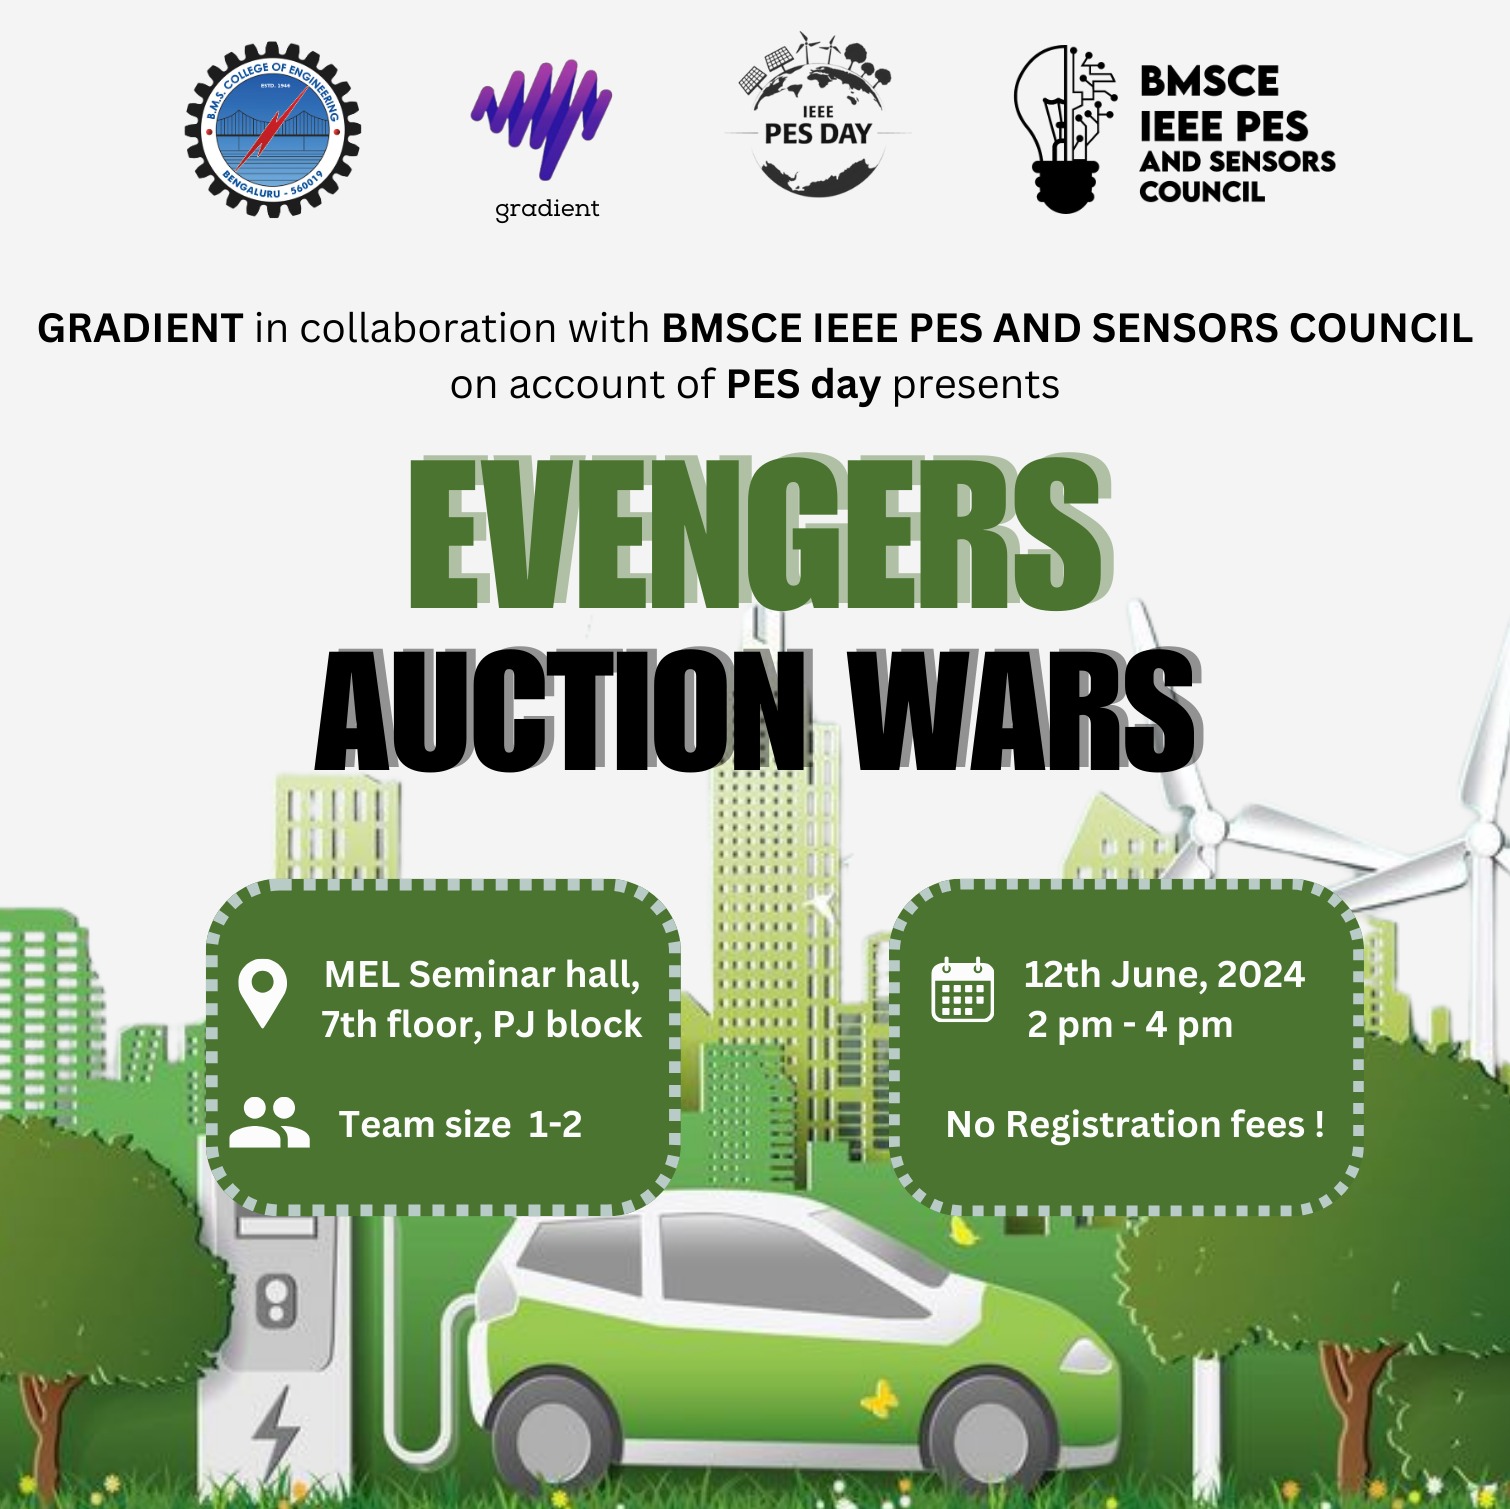 B.M.S. COLLEGE OF ENGINEERING
ESTD. 1946
BENGALURU - 560019
gradient
IEEE
PES DAY
BMSCE
IEEE PES
AND SENSORS
COUNCIL
GRADIENT in collaboration with BMSCE IEEE PES AND SENSORS COUNCIL
on account of PES day presents
EVENGERS
AUCTION WARS
MEL Seminar hall,
7th floor, PJ block
Team size 1-2
12th June, 2024
2 pm - 4 pm
No Registration fees !